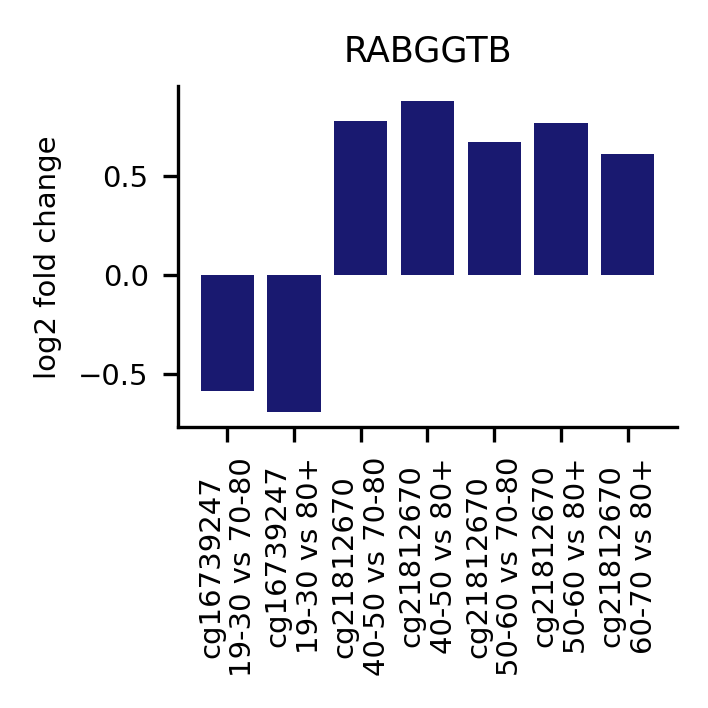 RABGGTB
log2 fold change
0.5
0.0
−0.5
cg16739247
19-30 vs 70-80
cg16739247
19-30 vs 80+
cg21812670
40-50 vs 70-80
cg21812670
40-50 vs 80+
cg21812670
50-60 vs 70-80
cg21812670
50-60 vs 80+
cg21812670
60-70 vs 80+